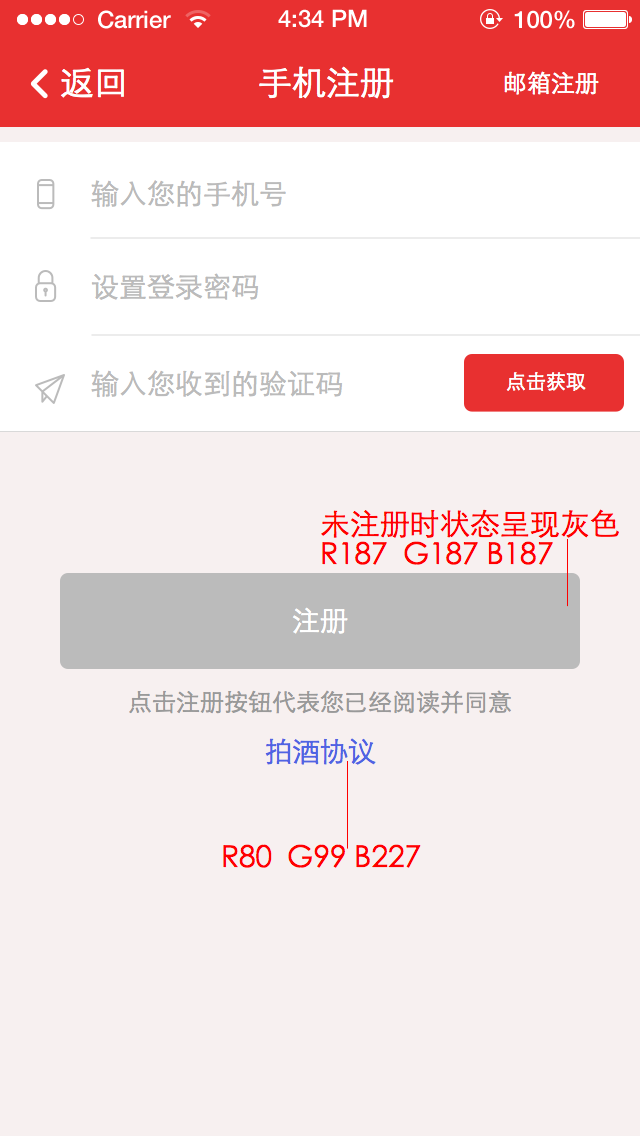 Carrier 4:34 PM 100%
返回 手机注册 邮箱注册
输入您的手机号
设置登录密码
输入您收到的验证码 点击获取
未注册时状态呈现灰色
R187 G187 B187
注册
点击注册按钮代表您已经阅读并同意
拍酒协议
R80 G99 B227